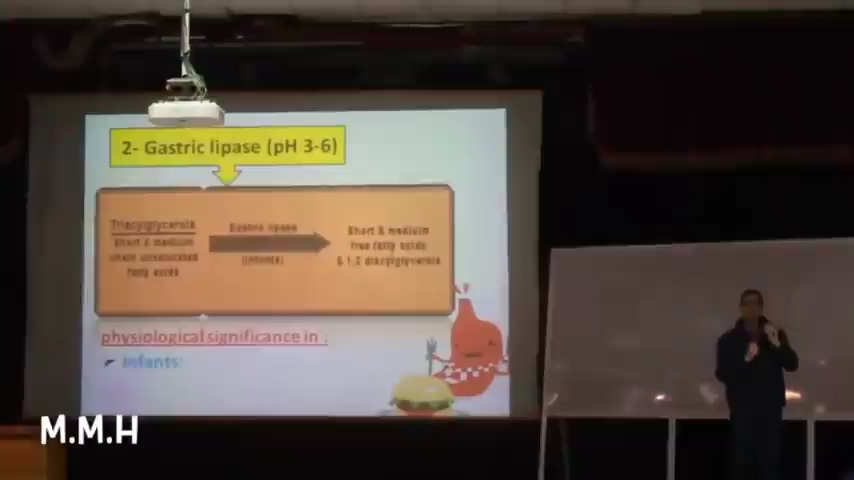 2- Gastric lipase (pH 3-6)
Triacylglycerols
Short & medium
chain unsaturated
fatty acids
Gastric lipase
(infants)
Short & medium
free fatty acids
& 1,2 diacylglycerols
physiological significance in :
Infants:
M.M.H